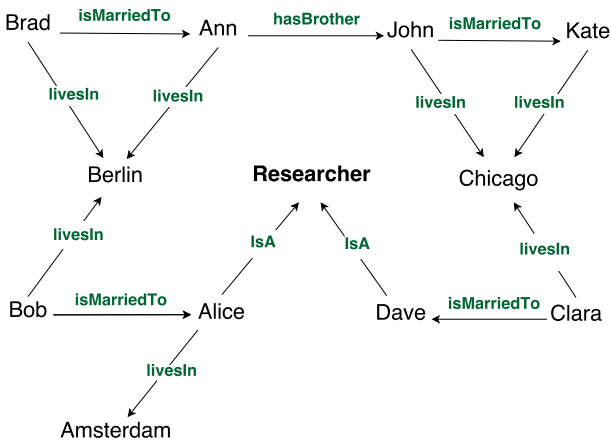 Brad isMarriedTo Ann hasBrother John isMarriedTo Kate
livesIn livesIn livesIn livesIn
Berlin Researcher Chicago
livesIn IsA IsA livesIn
Bob isMarriedTo Alice Dave isMarriedTo Clara
livesIn
Amsterdam